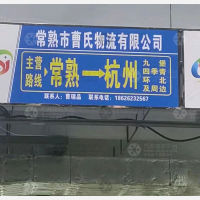 常熟市曹氏物流有限公司
主营路线 常熟→杭州 九堡 四季青 环北 及周边
联系人：曹瑞晶 联系电话：18626232567